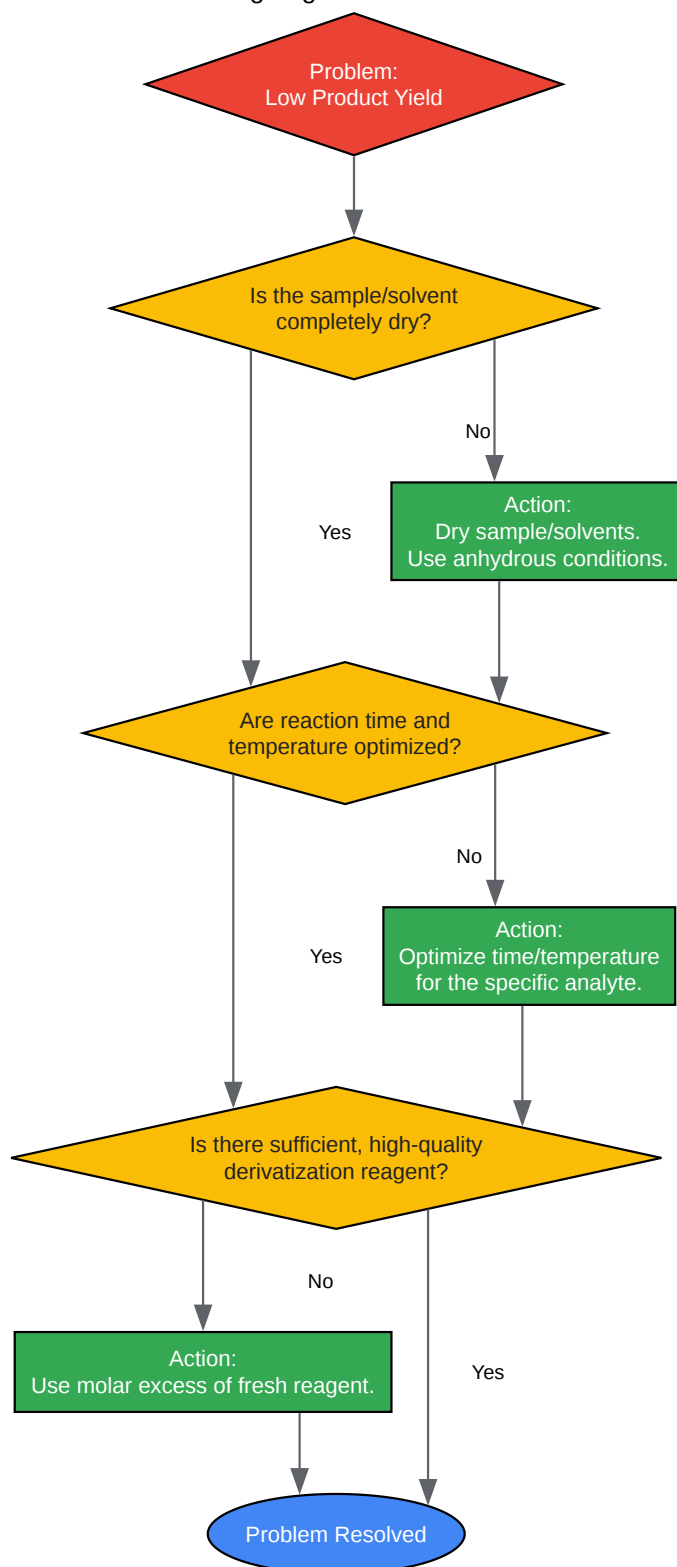 Problem:
Low Product Yield
Is the sample/solvent
completely dry?
No
Yes
Action:
Dry sample/solvents.
Use anhydrous conditions.
Are reaction time and
temperature optimized?
No
Yes
Action:
Optimize time/temperature
for the specific analyte.
Is there sufficient, high-quality
derivatization reagent?
No
Action:
Use molar excess of fresh reagent.
Yes
Problem Resolved